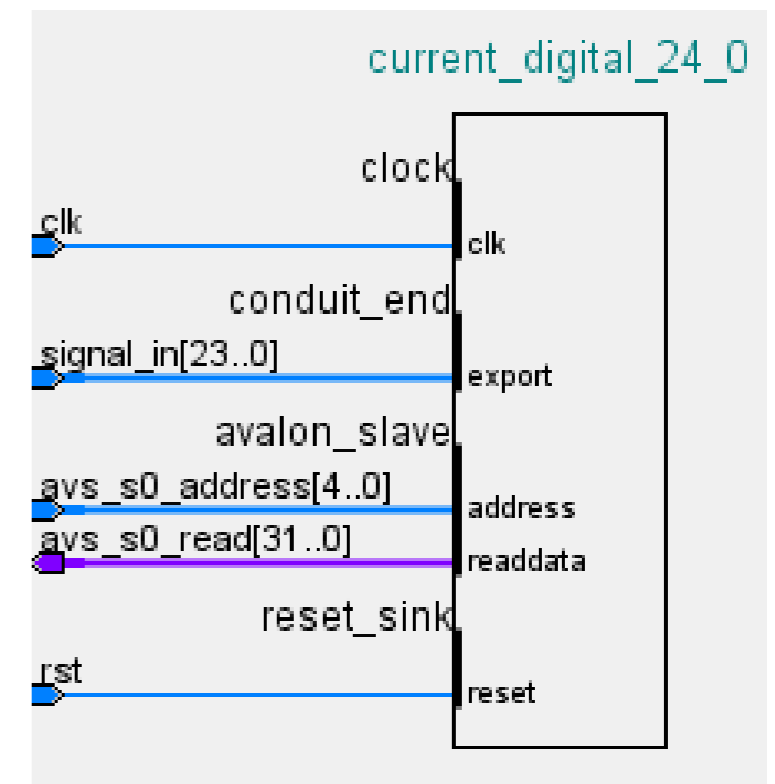 current_digital_24_0
clock
clk
clk
conduit_end
signal_in[23..0]
export
avalon_slave
avs_s0_address[4..0]
address
avs_s0_read[31..0]
readdata
reset_sink
rst
reset